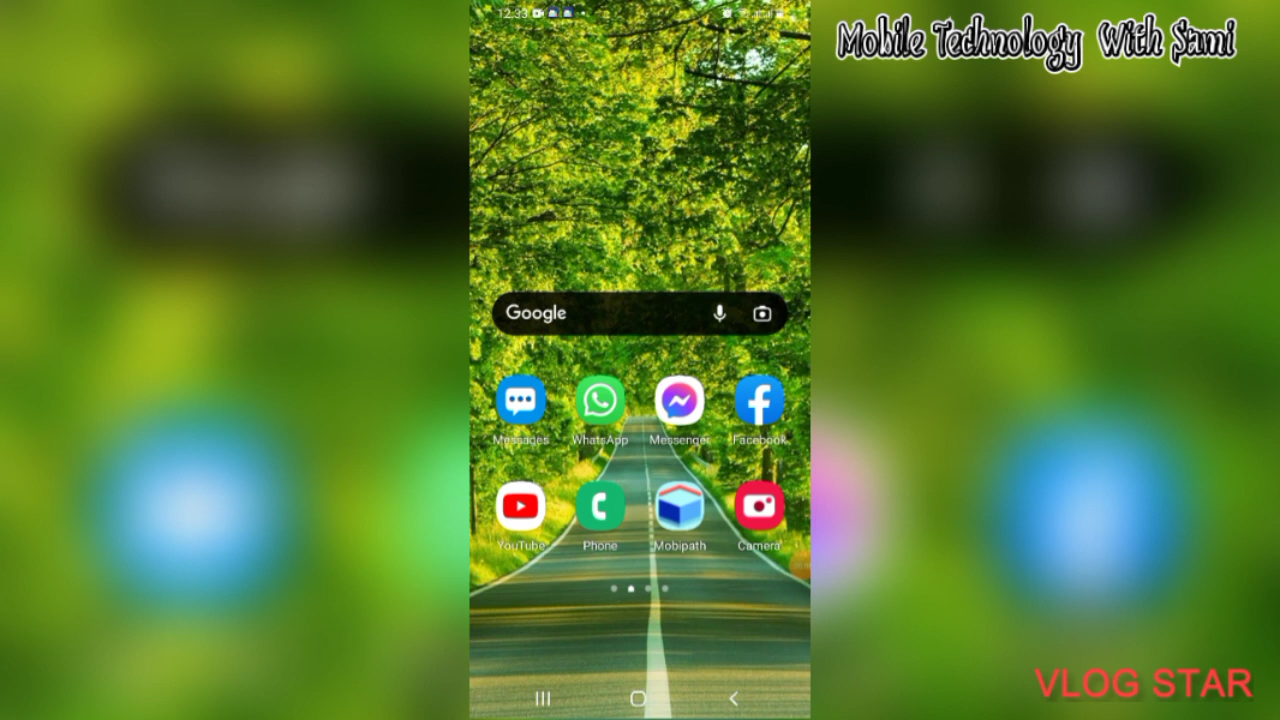 12:33
Mobile Technology With Sami
Google
Messages WhatsApp Messenger Facebook
YouTube Phone Mobipath Camera
VLOG STAR